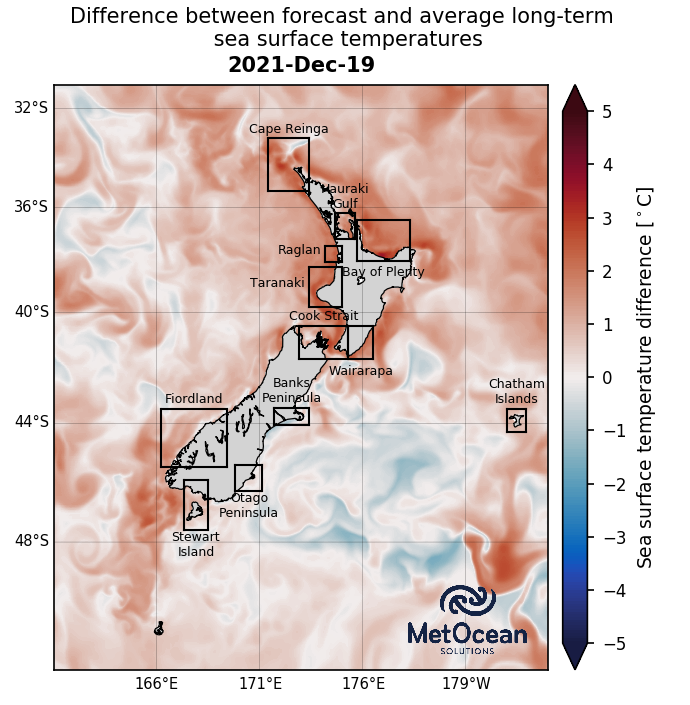 Difference between forecast and average long-term
sea surface temperatures
2021-Dec-19
32°S
36°S
40°S
44°S
48°S
166°E
171°E
176°E
179°W
Cape Reinga
Hauraki
Gulf
Raglan
Bay of Plenty
Taranaki
Cook Strait
Wairarapa
Banks
Peninsula
Fiordland
Chatham
Islands
Otago
Peninsula
Stewart
Island
MetOcean
SOLUTIONS
5
4
3
2
1
0
−1
−2
−3
−4
−5
Sea surface temperature difference [°C]